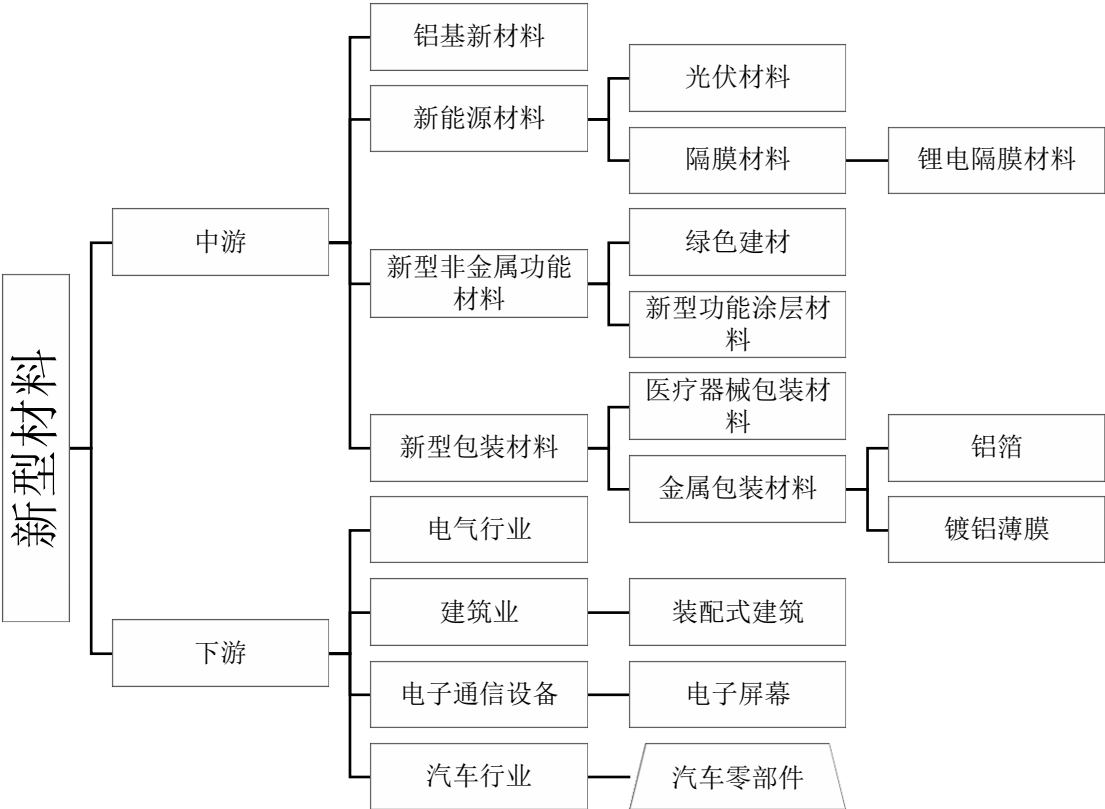 新型材料
中游
铝基新材料
新能源材料
光伏材料
隔膜材料
锂电隔膜材料
新型非金属功能
材料
绿色建材
新型功能涂层材
料
新型包装材料
医疗器械包装材
料
金属包装材料
铝箔
镀铝薄膜
下游
电气行业
建筑业
装配式建筑
电子通信设备
电子屏幕
汽车行业
汽车零部件